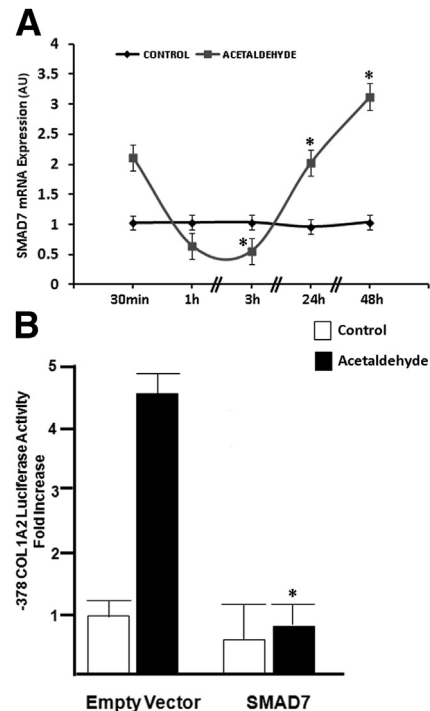 A
SMAD7 mRNA Expression (AU)
4
3.5
3
2.5
2
1.5
1
0.5
0
CONTROL ACETALDEHYDE
* * *
30min 1h 3h 24h 48h
B
Control
Acetaldehyde
-378 COL1A2 Luciferase Activity
Fold Increase
5
4
3
2
1
*
Empty Vector SMAD7